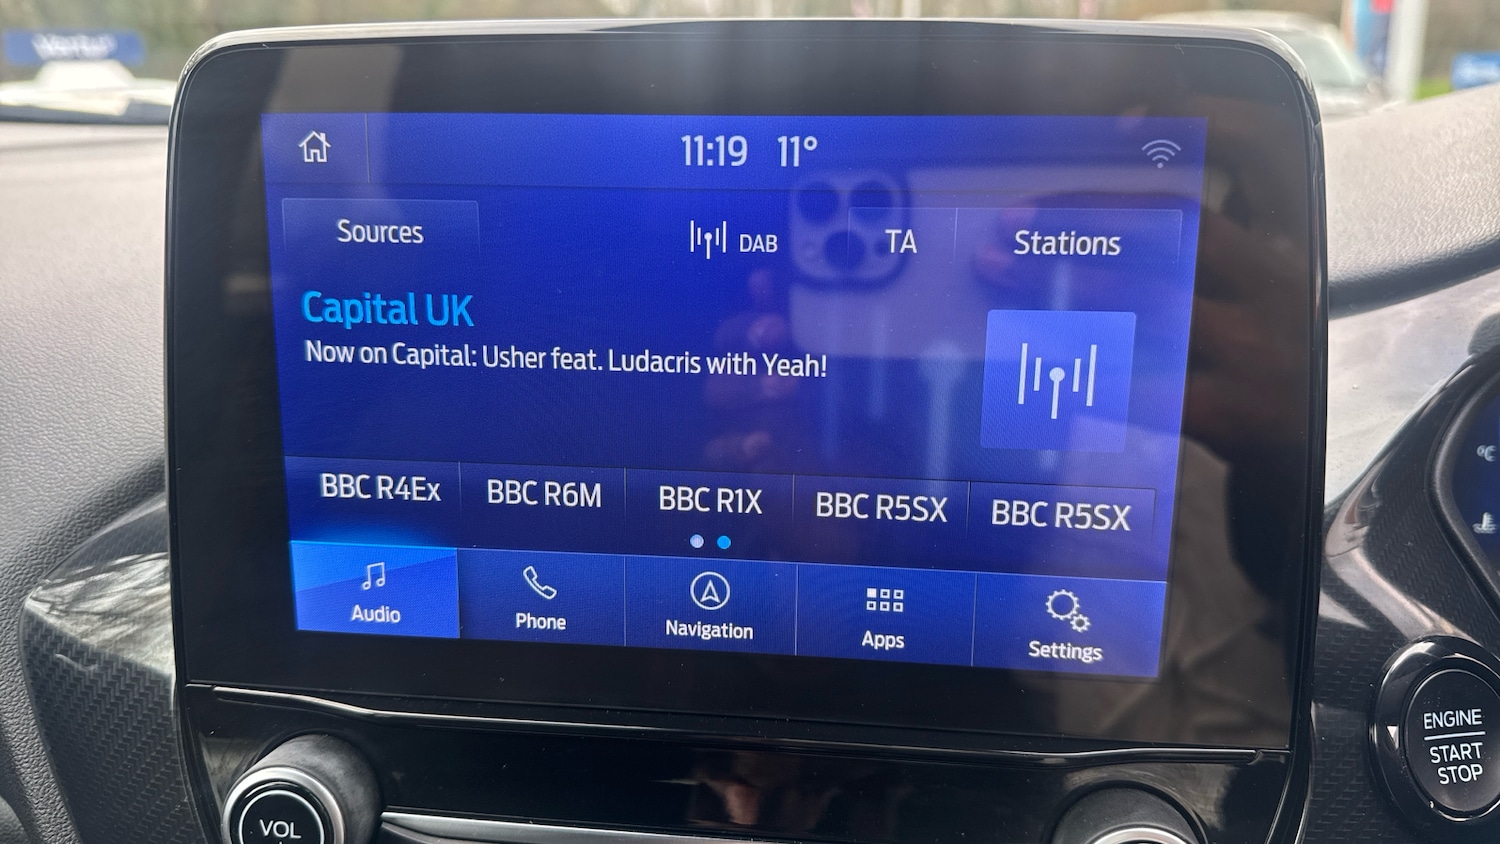 11:19 11°
Sources
DAB
TA
Stations
Capital UK
Now on Capital: Usher feat. Ludacris with Yeah!
BBC R4Ex
BBC R6M
BBC R1X
BBC R5SX
BBC R5SX
Audio
Phone
Navigation
Apps
Settings
°C
ENGINE
START
STOP
VOL